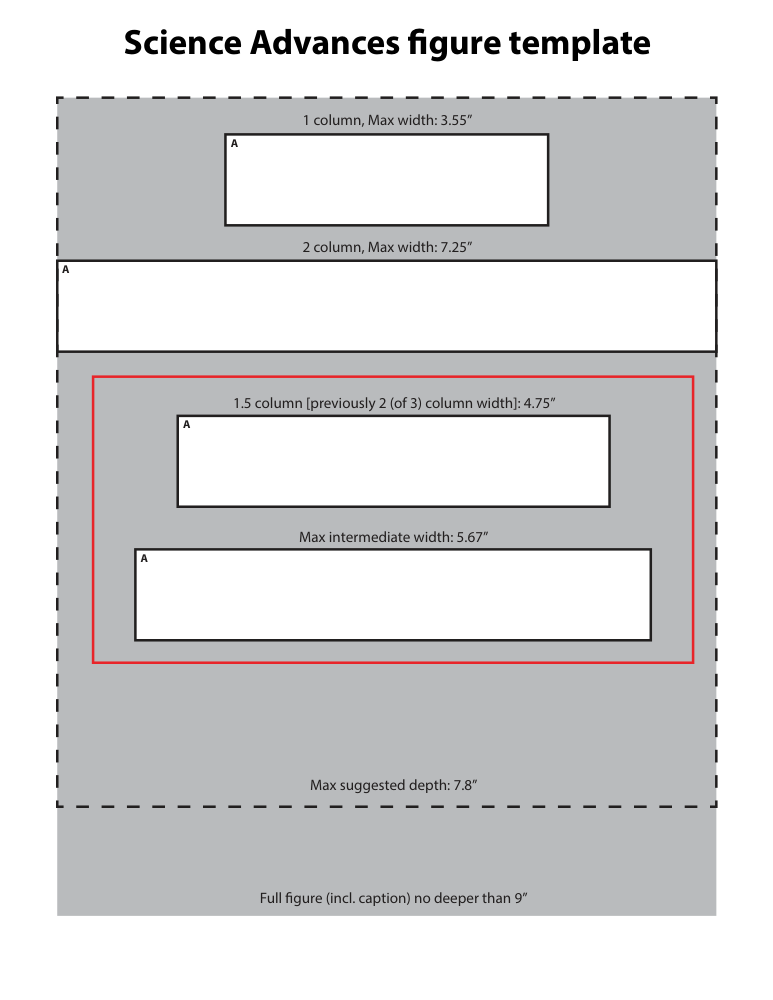 Science Advances figure template
1 column, Max width: 3.55”
A
2 column, Max width: 7.25”
A
1.5 column [previously 2 (of 3) column width]: 4.75”
A
Max intermediate width: 5.67”
A
Max suggested depth: 7.8”
Full figure (incl. caption) no deeper than 9”